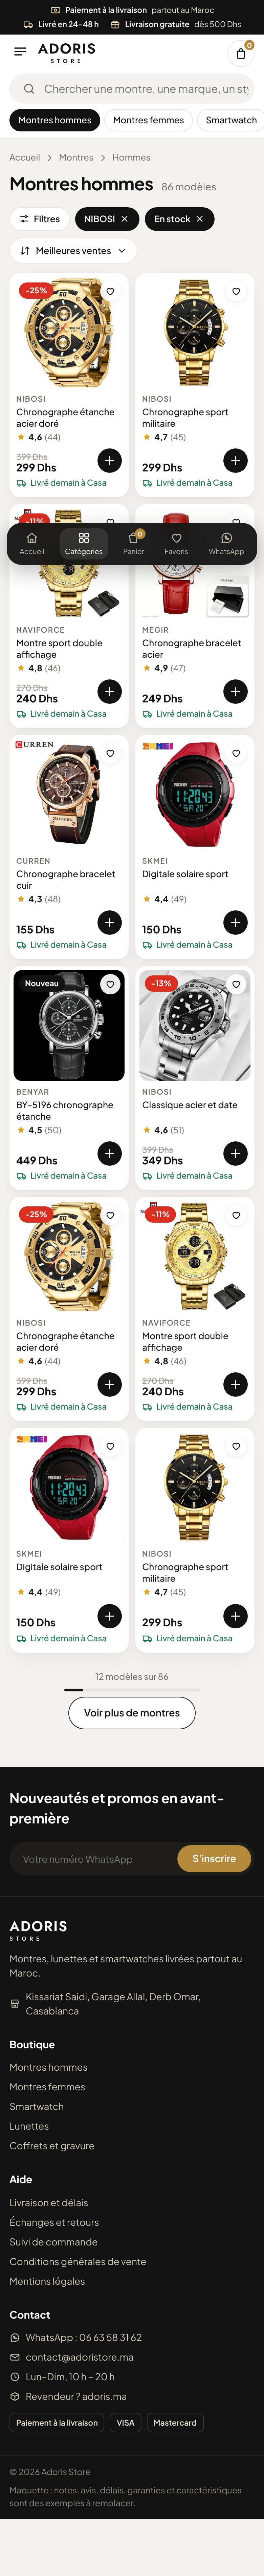 Paiement à la livraison partout au Maroc
Livré en 24–48 h Livraison gratuite dès 500 Dhs
ADORIS
STORE
0
Chercher une montre, une marque, un sty
Montres hommes Montres femmes Smartwatch
Accueil > Montres > Hommes
Montres hommes 86 modèles
Filtres NIBOSI × En stock ×
Meilleures ventes
-25%
NIBOSI
Chronographe étanche
acier doré
4,6 (44)
399 Dhs
299 Dhs
Livré demain à Casa
NIBOSI
Chronographe sport
militaire
4,7 (45)
299 Dhs
Livré demain à Casa
-11%
Accueil Catégories Panier 0 Favoris WhatsApp
NAVIFORCE
Montre sport double
affichage
4,8 (46)
270 Dhs
240 Dhs
Livré demain à Casa
MEGIR
Chronographe bracelet
acier
4,9 (47)
249 Dhs
Livré demain à Casa
CURREN
CURREN
Chronographe bracelet
cuir
4,3 (48)
155 Dhs
Livré demain à Casa
SKMEI
SKMEI
Digitale solaire sport
4,4 (49)
150 Dhs
Livré demain à Casa
Nouveau
BENYAR
BY-5196 chronographe
étanche
4,5 (50)
449 Dhs
Livré demain à Casa
-13%
NIBOSI
Classique acier et date
4,6 (51)
399 Dhs
349 Dhs
Livré demain à Casa
-25%
NIBOSI
Chronographe étanche
acier doré
4,6 (44)
399 Dhs
299 Dhs
Livré demain à Casa
-11%
NAVIFORCE
Montre sport double
affichage
4,8 (46)
270 Dhs
240 Dhs
Livré demain à Casa
SKMEI
SKMEI
Digitale solaire sport
4,4 (49)
150 Dhs
Livré demain à Casa
NIBOSI
Chronographe sport
militaire
4,7 (45)
299 Dhs
Livré demain à Casa
12 modèles sur 86
Voir plus de montres
Nouveautés et promos en avant-
première
Votre numéro WhatsApp S'inscrire
ADORIS
STORE
Montres, lunettes et smartwatches livrées partout au
Maroc.
Kissariat Saidi, Garage Allal, Derb Omar,
Casablanca
Boutique
Montres hommes
Montres femmes
Smartwatch
Lunettes
Coffrets et gravure
Aide
Livraison et délais
Échanges et retours
Suivi de commande
Conditions générales de vente
Mentions légales
Contact
WhatsApp : 06 63 58 31 62
contact@adoristore.ma
Lun–Dim, 10 h – 20 h
Revendeur ? adoris.ma
Paiement à la livraison VISA Mastercard
© 2026 Adoris Store
Maquette : notes, avis, délais, garanties et caractéristiques
sont des exemples à remplacer.